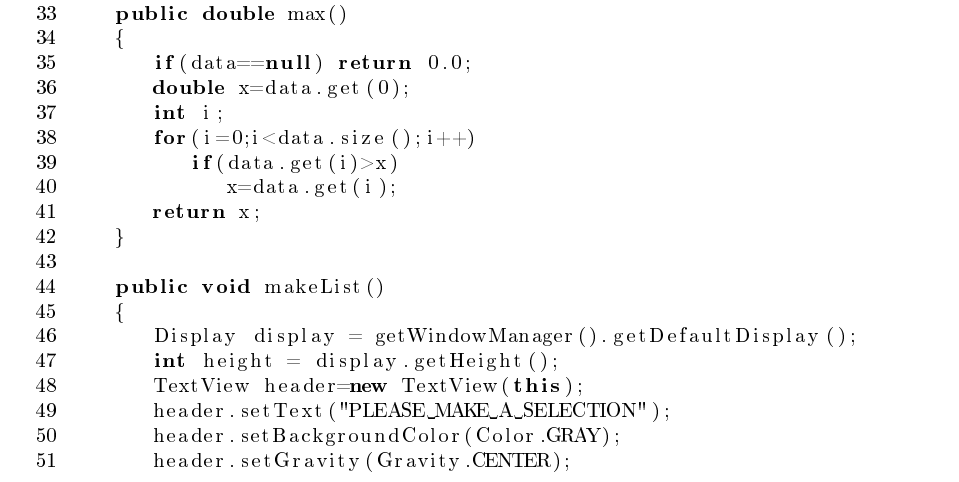 33 public double max()
34 {
35 if(data==null) return 0.0;
36 double x=data.get(0);
37 int i;
38 for(i=0;i<data.size();i++)
39 if(data.get(i)>x)
40 x=data.get(i);
41 return x;
42 }
43
44 public void makeList()
45 {
46 Display display = getWindowManager().getDefaultDisplay();
47 int height = display.getHeight();
48 TextView header=new TextView(this);
49 header.setText("PLEASE␣MAKE␣A␣SELECTION");
50 header.setBackgroundColor(Color.GRAY);
51 header.setGravity(Gravity.CENTER);